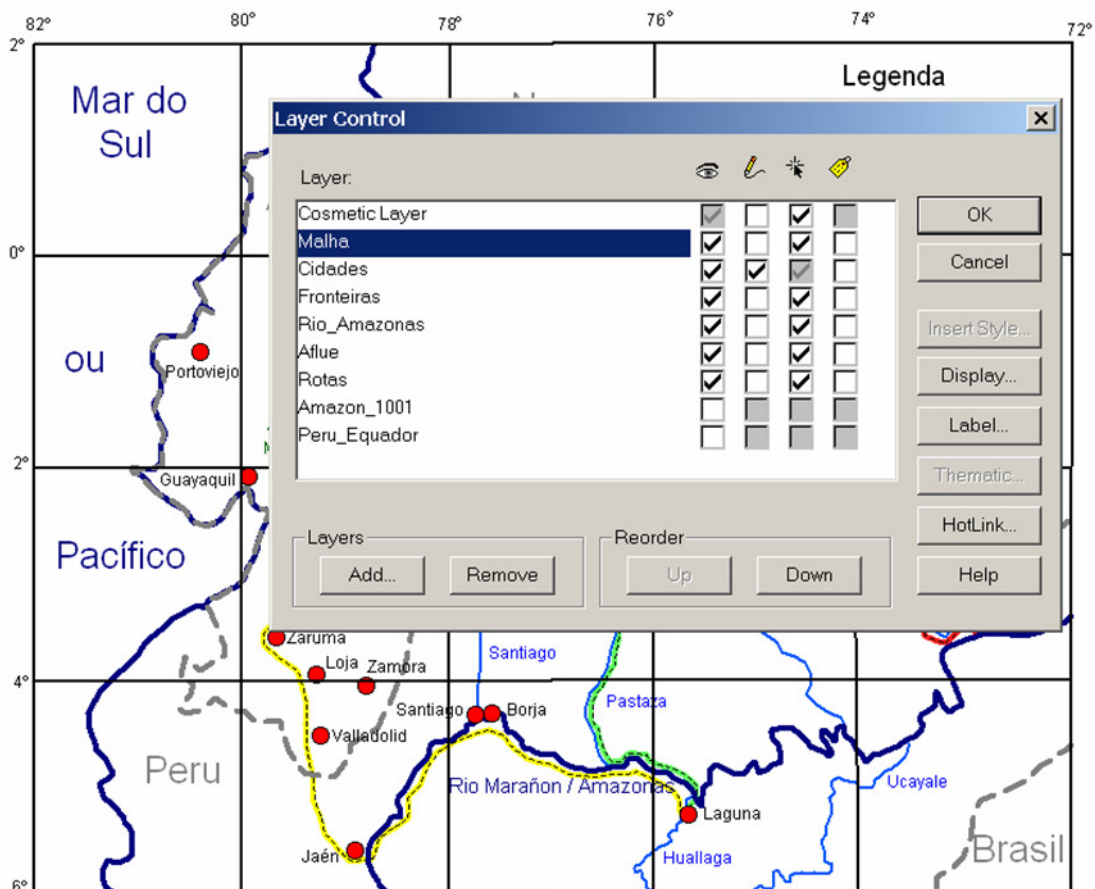 82°
80°
78°
76°
74°
72°
2°
Mar do
Sul
Legenda
Layer Control
Layer:
Cosmetic Layer
OK
Malha
0°
Cidades
Cancel
Fronteiras
Rio_Amazonas
Insert Style...
ou
Aflue
Portoviejo
Rotas
Display...
Amazon_1001
Peru_Equador
Label...
2°
Guayaquil
Thematic...
HotLink...
Pacífico
Layers
Reorder
Add...
Remove
Up
Down
Help
Zaruma
Loja
Zamora
Santiago
4°
Santiago
Borja
Pastaza
Valladolid
Peru
Rio Marañon / Amazonas
Ucayale
Laguna
Jaén
Huallaga
Brasil
6°